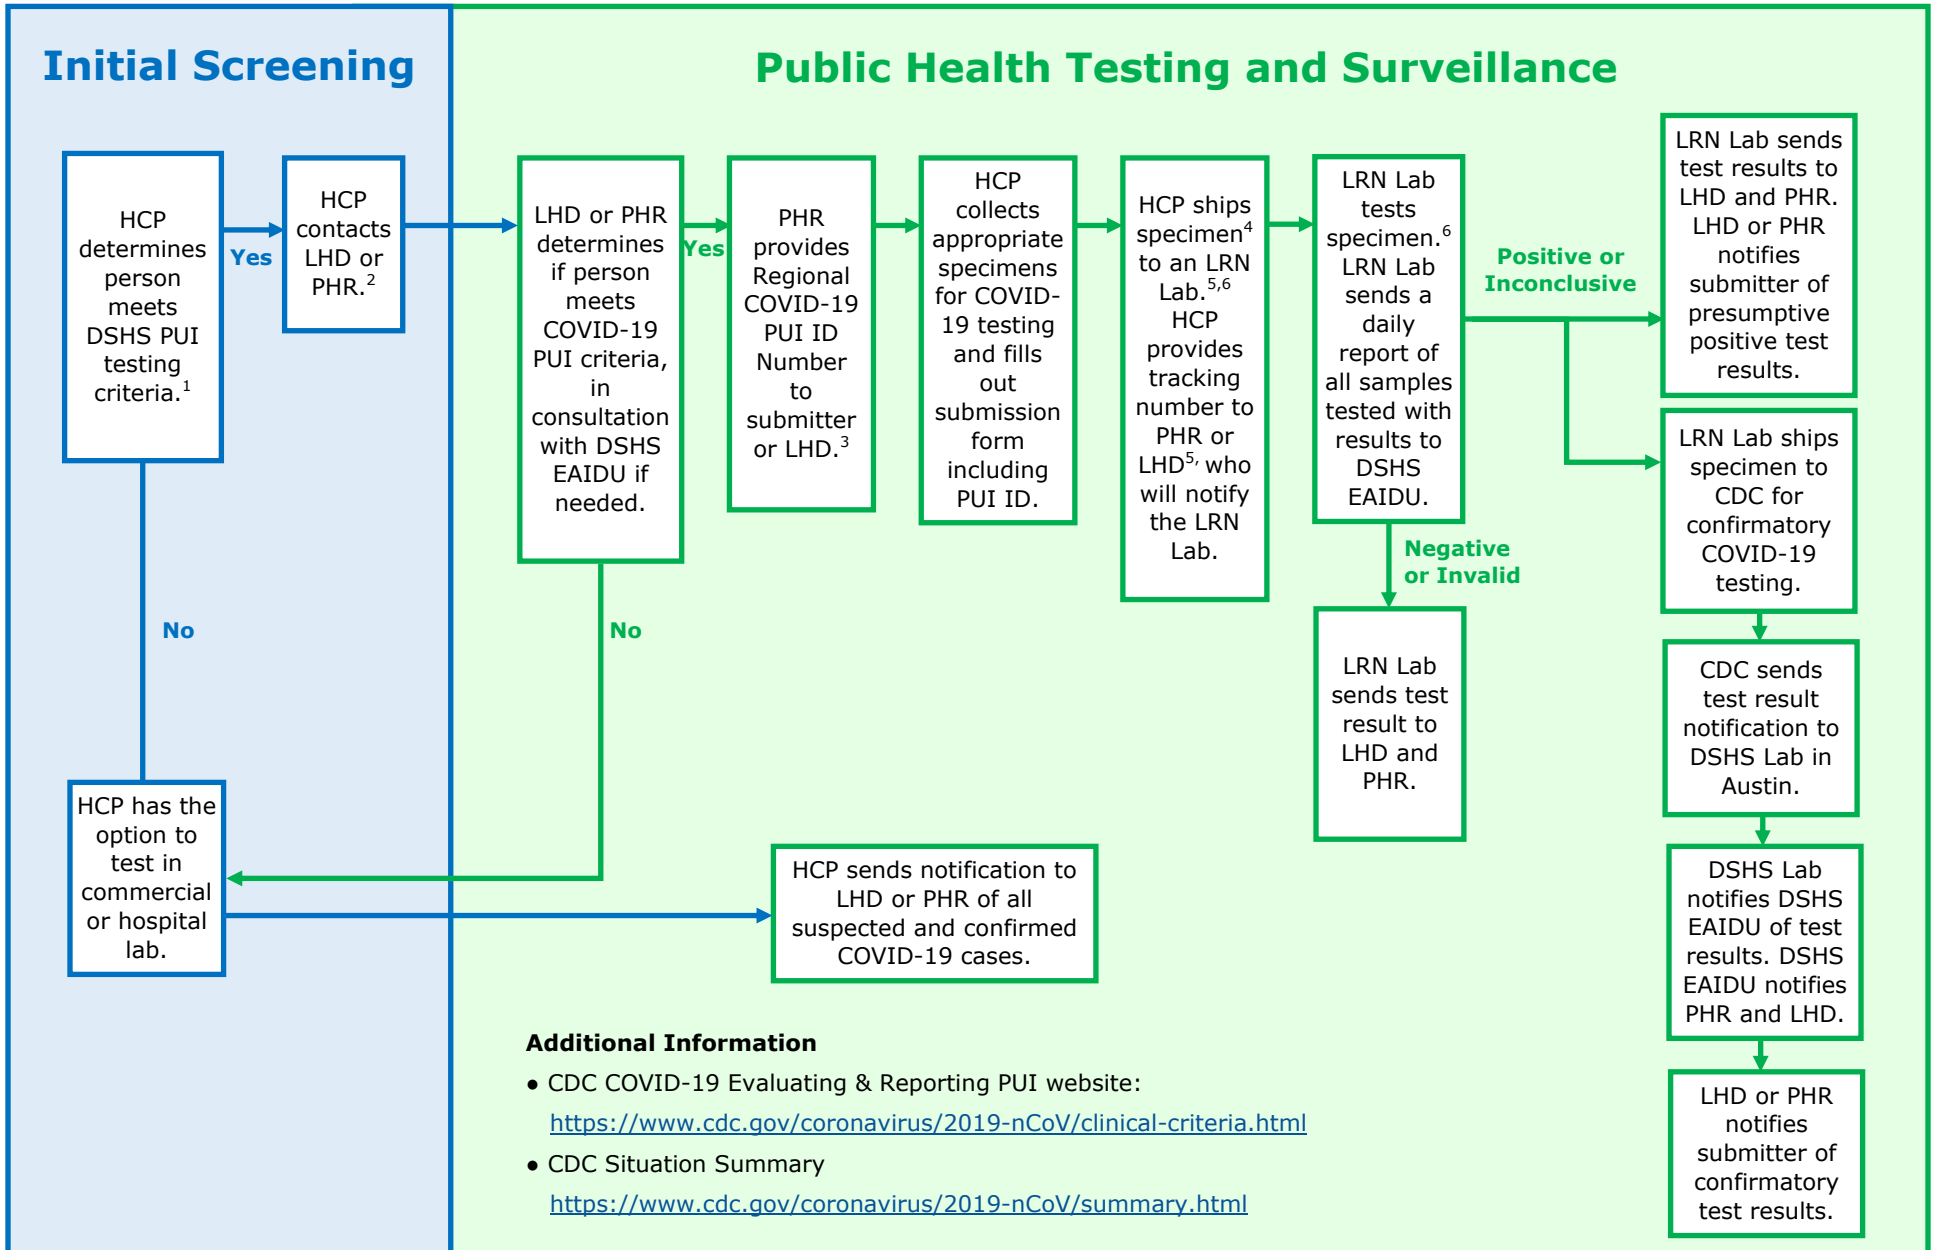 Initial Screening
Public Health Testing and Surveillance
HCP
determines
person
meets
DSHS PUI
testing
criteria.1
Yes
HCP
contacts
LHD or
PHR.2
No
HCP has the
option to
test in
commercial
or hospital
lab.
LHD or PHR
determines
if person
meets
COVID-19
PUI criteria,
in
consultation
with DSHS
EAIDU if
needed.
Yes
No
PHR
provides
Regional
COVID-19
PUI ID
Number
to
submitter
or LHD.3
HCP
collects
appropriate
specimens
for COVID-
19 testing
and fills
out
submission
form
including
PUI ID.
HCP ships
specimen4
to an LRN
Lab.5,6
HCP
provides
tracking
number to
PHR or
LHD5, who
will notify
the LRN
Lab.
LRN Lab
tests
specimen.6
LRN Lab
sends a
daily
report of
all samples
tested with
results to
DSHS
EAIDU.
Positive or
Inconclusive
Negative
or Invalid
LRN Lab
sends test
result to
LHD and
PHR.
LRN Lab sends
test results to
LHD and PHR.
LHD or PHR
notifies
submitter of
presumptive
positive test
results.
LRN Lab ships
specimen to
CDC for
confirmatory
COVID-19
testing.
CDC sends
test result
notification to
DSHS Lab in
Austin.
DSHS Lab
notifies DSHS
EAIDU of test
results. DSHS
EAIDU notifies
PHR and LHD.
LHD or PHR
notifies
submitter of
confirmatory
test results.
HCP sends notification to
LHD or PHR of all
suspected and confirmed
COVID-19 cases.
Additional Information
● CDC COVID-19 Evaluating & Reporting PUI website:
https://www.cdc.gov/coronavirus/2019-nCoV/clinical-criteria.html
● CDC Situation Summary
https://www.cdc.gov/coronavirus/2019-nCoV/summary.html